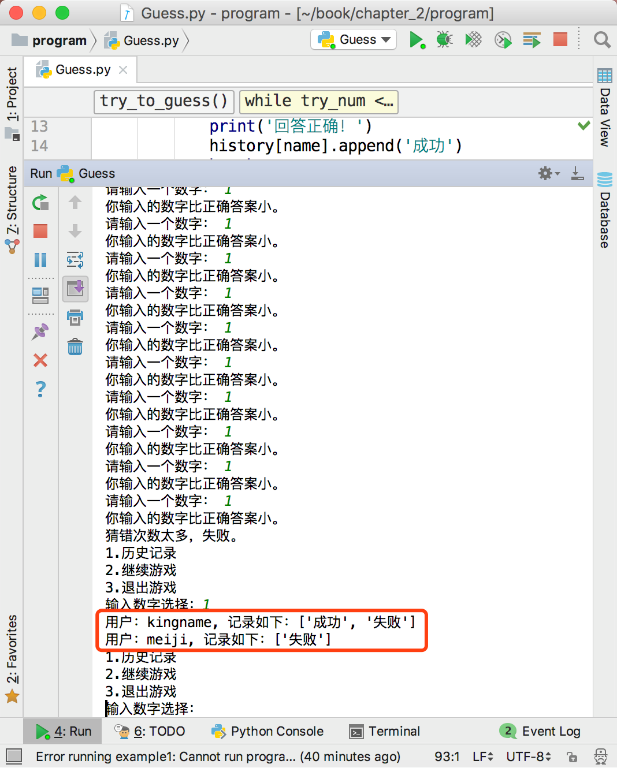 Guess.py - program - [~/book/chapter_2/program]
program
Guess.py
Guess
Guess.py
try_to_guess()
while try_num <…
13
print('回答正确！')
14
history[name].append('成功')
Run
Guess
请输入一个数字： 1
你输入的数字比正确答案小。
请输入一个数字： 1
你输入的数字比正确答案小。
请输入一个数字： 1
你输入的数字比正确答案小。
请输入一个数字： 1
你输入的数字比正确答案小。
请输入一个数字： 1
你输入的数字比正确答案小。
请输入一个数字： 1
你输入的数字比正确答案小。
请输入一个数字： 1
你输入的数字比正确答案小。
请输入一个数字： 1
你输入的数字比正确答案小。
请输入一个数字： 1
你输入的数字比正确答案小。
请输入一个数字： 1
你输入的数字比正确答案小。
猜错次数太多，失败。
1.历史记录
2.继续游戏
3.退出游戏
输入数字选择：1
用户：kingname, 记录如下：['成功', '失败']
用户：meiji, 记录如下：['失败']
1.历史记录
2.继续游戏
3.退出游戏
输入数字选择：
1: Project
7: Structure
2: Favorites
Data View
Database
4: Run
6: TODO
Python Console
Terminal
2
Event Log
Error running example1: Cannot run progra... (40 minutes ago)
93:1
LF
UTF-8